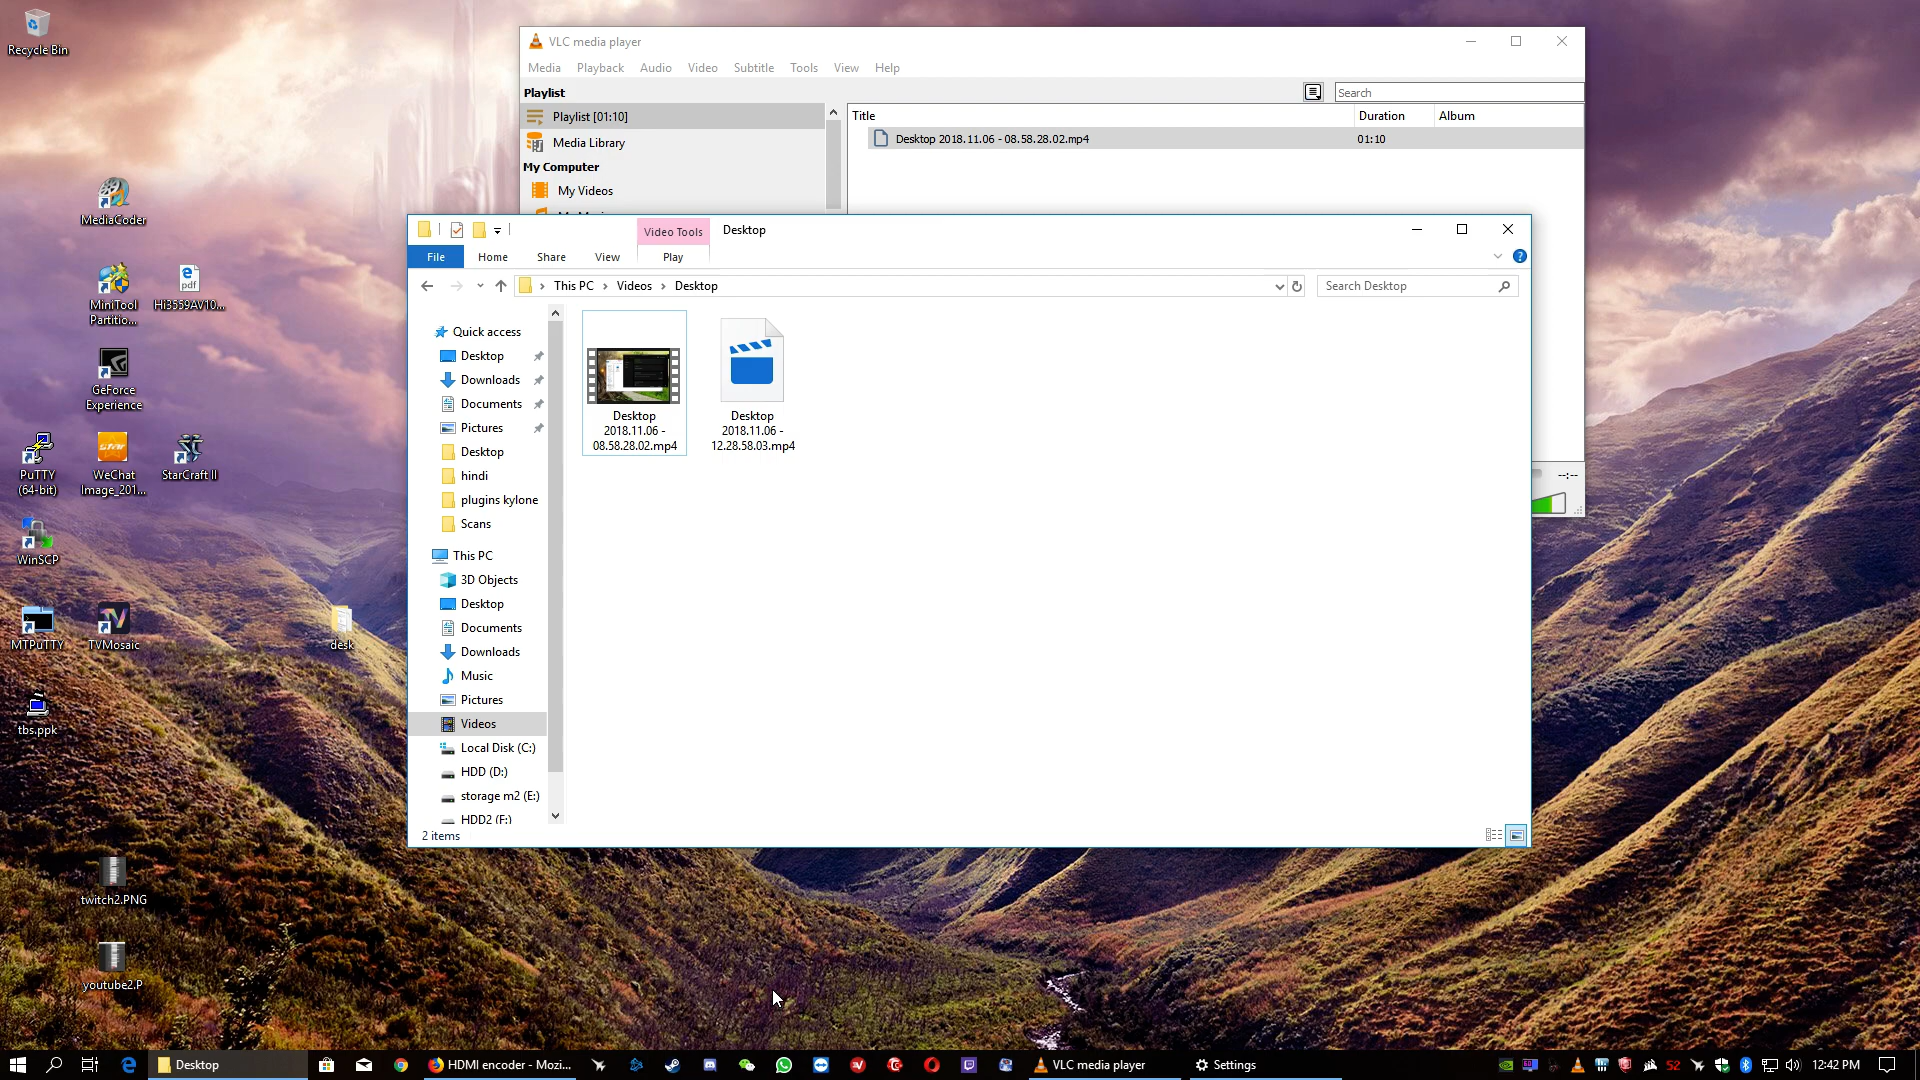 Recycle Bin
MediaCoder
MiniTool
Partitio...
Hi3559AV10...
GeForce
Experience
PuTTY
(64-bit)
WeChat
Image_201...
StarCraft II
WinSCP
MTPuTTY
TVMosaic
desk
tbs.ppk
twitch2.PNG
youtube2.P
VLC media player
Media Playback Audio Video Subtitle Tools View Help
Playlist
Search
Playlist [01:10]
Media Library
My Computer
My Videos
Title Duration Album
Desktop 2018.11.06 - 08.58.28.02.mp4 01:10
--:--
Video Tools
Desktop
File Home Share View Play
This PC Videos Desktop
Search Desktop
Quick access
Desktop
Downloads
Documents
Pictures
Desktop
hindi
plugins kylone
Scans
This PC
3D Objects
Desktop
Documents
Downloads
Music
Pictures
Videos
Local Disk (C:)
HDD (D:)
storage m2 (E:)
HDD2 (F:)
Desktop
2018.11.06 -
08.58.28.02.mp4
Desktop
2018.11.06 -
12.28.58.03.mp4
2 items
Desktop
HDMI encoder - Mozi...
VLC media player
Settings
52
12:42 PM